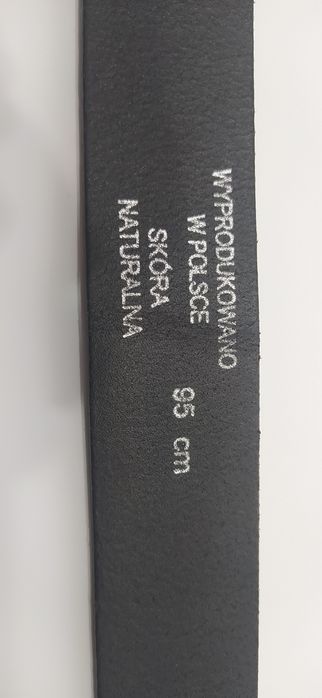 WYPRODUKOWANO
W POLSCE
SKÓRA
NATURALNA
95 cm